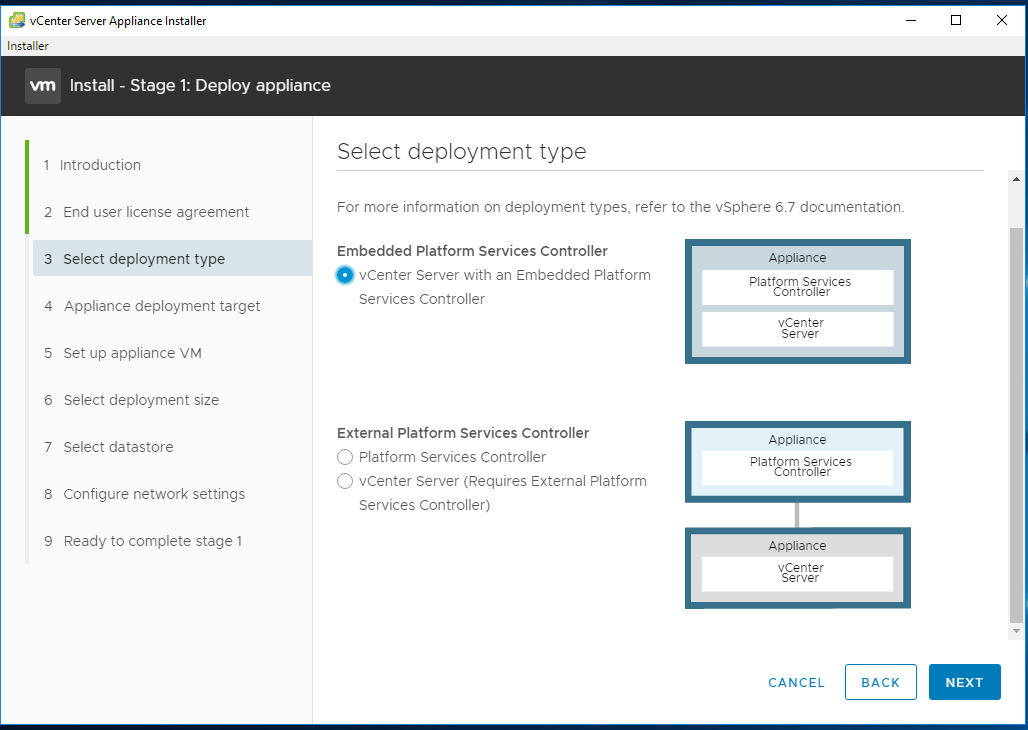 vCenter Server Appliance Installer
Installer
vm Install - Stage 1: Deploy appliance
1 Introduction
2 End user license agreement
3 Select deployment type
4 Appliance deployment target
5 Set up appliance VM
6 Select deployment size
7 Select datastore
8 Configure network settings
9 Ready to complete stage 1
Select deployment type
For more information on deployment types, refer to the vSphere 6.7 documentation.
Embedded Platform Services Controller
vCenter Server with an Embedded Platform
Services Controller
Appliance
Platform Services
Controller
vCenter
Server
External Platform Services Controller
Platform Services Controller
vCenter Server (Requires External Platform
Services Controller)
Appliance
Platform Services
Controller
Appliance
vCenter
Server
CANCEL
BACK
NEXT